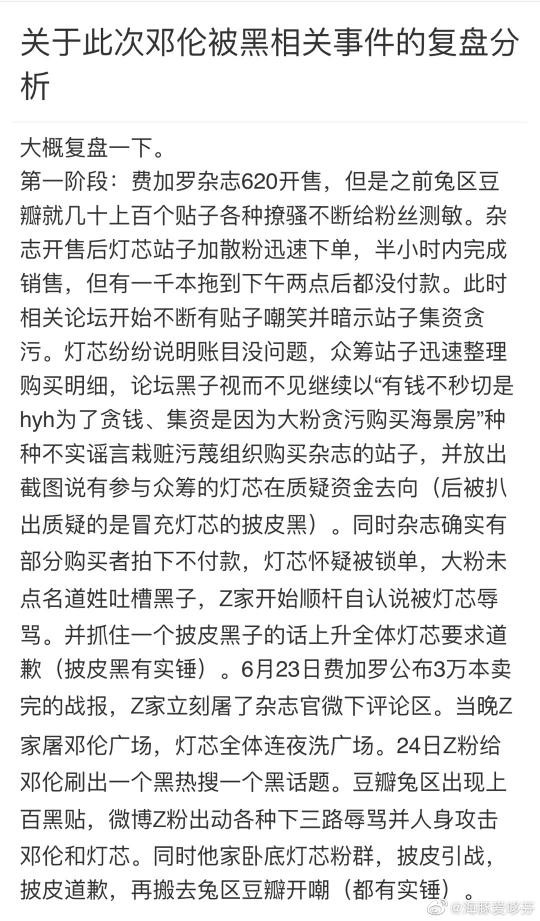 关于此次邓伦被黑相关事件的复盘分
析
大概复盘一下。
第一阶段：费加罗杂志620开售，但是之前兔区豆
瓣就几十上百个贴子各种撩骚不断给粉丝测敏。杂
志开售后灯芯站子加散粉迅速下单，半小时内完成
销售，但有一千本拖到下午两点后都没付款。此时
相关论坛开始不断有贴子嘲笑并暗示站子集资贪
污。灯芯纷纷说明账目没问题，众筹站子迅速整理
购买明细，论坛黑子视而不见继续以“有钱不秒切是
hyh为了贪钱、集资是因为大粉贪污购买海景房”种
种不实谣言栽赃污蔑组织购买杂志的站子，并放出
截图说有参与众筹的灯芯在质疑资金去向（后被扒
出质疑的是冒充灯芯的披皮黑）。同时杂志确实有
部分购买者拍下不付款，灯芯怀疑被锁单，大粉未
点名道姓吐槽黑子，Z家开始顺杆自认说被灯芯辱
骂。并抓住一个披皮黑子的话上升全体灯芯要求道
歉（披皮黑有实锤）。6月23日费加罗公布3万本卖
完的战报，Z家立刻屠了杂志官微下评论区。当晚Z
家屠邓伦广场，灯芯全体连夜洗广场。24日Z粉给
邓伦刷出一个黑热搜一个黑话题。豆瓣兔区出现上
百黑贴，微博Z粉出动各种下三路辱骂并人身攻击
邓伦和灯芯。同时他家卧底灯芯粉群，披皮引战，
披皮道歉，再搬去兔区豆瓣开嘲（都有实锤）。